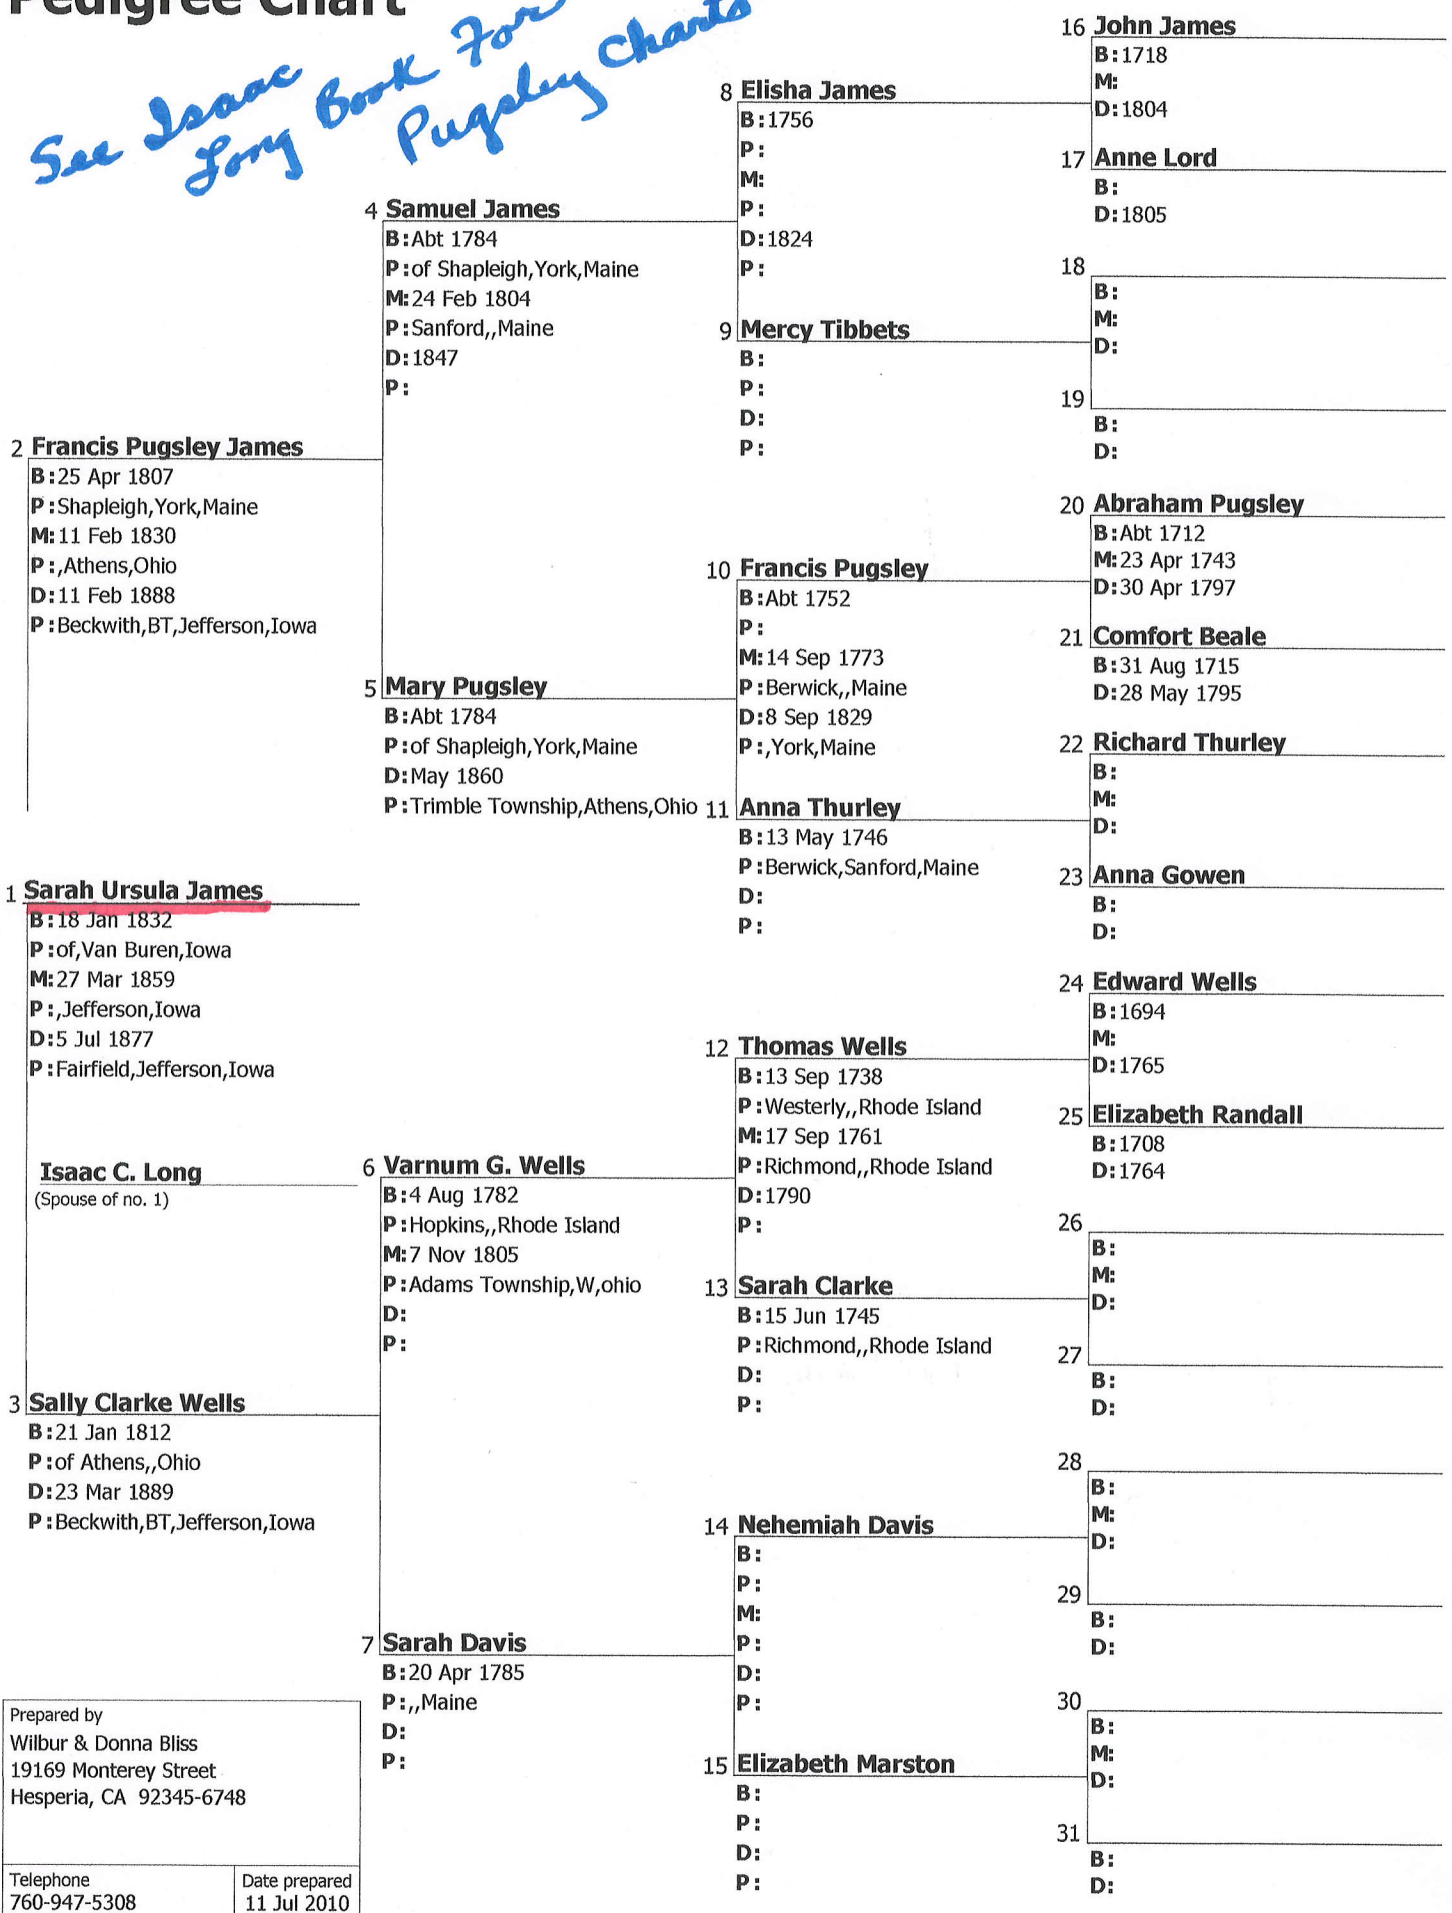 Pedigree Chart
See Isaac
Long Book For
Pugsley Charts
16 John James
B:1718
M:
D:1804
8 Elisha James
B:1756
P:
M:
P:
D:1824
P:
17 Anne Lord
B:
D:1805
4 Samuel James
B:Abt 1784
P:of Shapleigh,York,Maine
M:24 Feb 1804
P:Sanford,,Maine
D:1847
P:
18
B:
M:
D:
9 Mercy Tibbets
B:
P:
D:
P:
19
B:
D:
2 Francis Pugsley James
B:25 Apr 1807
P:Shapleigh,York,Maine
M:11 Feb 1830
P:,Athens,Ohio
D:11 Feb 1888
P:Beckwith,BT,Jefferson,Iowa
20 Abraham Pugsley
B:Abt 1712
M:23 Apr 1743
D:30 Apr 1797
10 Francis Pugsley
B:Abt 1752
P:
M:14 Sep 1773
P:Berwick,,Maine
D:8 Sep 1829
P:,York,Maine
21 Comfort Beale
B:31 Aug 1715
D:28 May 1795
5 Mary Pugsley
B:Abt 1784
P:of Shapleigh,York,Maine
D:May 1860
P:Trimble Township,Athens,Ohio
22 Richard Thurley
B:
M:
D:
11 Anna Thurley
B:13 May 1746
P:Berwick,Sanford,Maine
D:
P:
23 Anna Gowen
B:
D:
1 Sarah Ursula James
B:18 Jan 1832
P:of,Van Buren,Iowa
M:27 Mar 1859
P:,Jefferson,Iowa
D:5 Jul 1877
P:Fairfield,Jefferson,Iowa
24 Edward Wells
B:1694
M:
D:1765
12 Thomas Wells
B:13 Sep 1738
P:Westerly,,Rhode Island
M:17 Sep 1761
P:Richmond,,Rhode Island
D:1790
P:
25 Elizabeth Randall
B:1708
D:1764
Isaac C. Long
(Spouse of no. 1)
6 Varnum G. Wells
B:4 Aug 1782
P:Hopkins,,Rhode Island
M:7 Nov 1805
P:Adams Township,W,ohio
D:
P:
26
B:
M:
D:
13 Sarah Clarke
B:15 Jun 1745
P:Richmond,,Rhode Island
D:
P:
27
B:
D:
3 Sally Clarke Wells
B:21 Jan 1812
P:of Athens,,Ohio
D:23 Mar 1889
P:Beckwith,BT,Jefferson,Iowa
28
B:
M:
D:
14 Nehemiah Davis
B:
P:
M:
P:
D:
P:
29
B:
D:
7 Sarah Davis
B:20 Apr 1785
P:,,Maine
D:
P:
30
B:
M:
D:
15 Elizabeth Marston
B:
P:
D:
P:
31
B:
D:
Prepared by
Wilbur & Donna Bliss
19169 Monterey Street
Hesperia, CA 92345-6748
Telephone
760-947-5308
Date prepared
11 Jul 2010